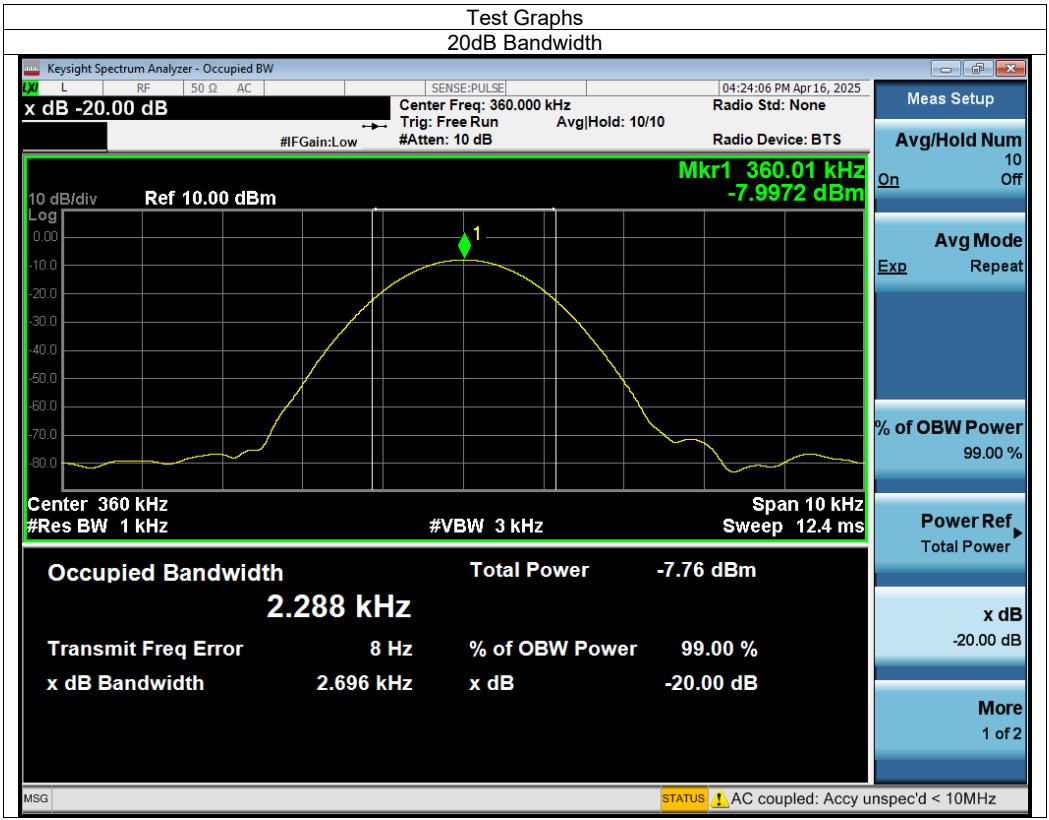 Test Graphs
20dB Bandwidth
Keysight Spectrum Analyzer - Occupied BW
LXI L RF 50 Ω AC SENSE:PULSE 04:24:06 PM Apr 16, 2025
x dB -20.00 dB
Center Freq: 360.000 kHz Radio Std: None
Trig: Free Run Avg|Hold: 10/10
#IFGain:Low #Atten: 10 dB Radio Device: BTS
Mkr1 360.01 kHz
-7.9972 dBm
10 dB/div Ref 10.00 dBm
Log
1
0.00
-10.0
-20.0
-30.0
-40.0
-50.0
-60.0
-70.0
-80.0
Center 360 kHz Span 10 kHz
#Res BW 1 kHz #VBW 3 kHz Sweep 12.4 ms
Occupied Bandwidth Total Power -7.76 dBm
2.288 kHz
Transmit Freq Error 8 Hz % of OBW Power 99.00 %
x dB Bandwidth 2.696 kHz x dB -20.00 dB
Meas Setup
Avg/Hold Num
10
On Off
Avg Mode
Exp Repeat
% of OBW Power
99.00 %
Power Ref
Total Power
x dB
-20.00 dB
More
1 of 2
MSG STATUS AC coupled: Accy unspec'd < 10MHz